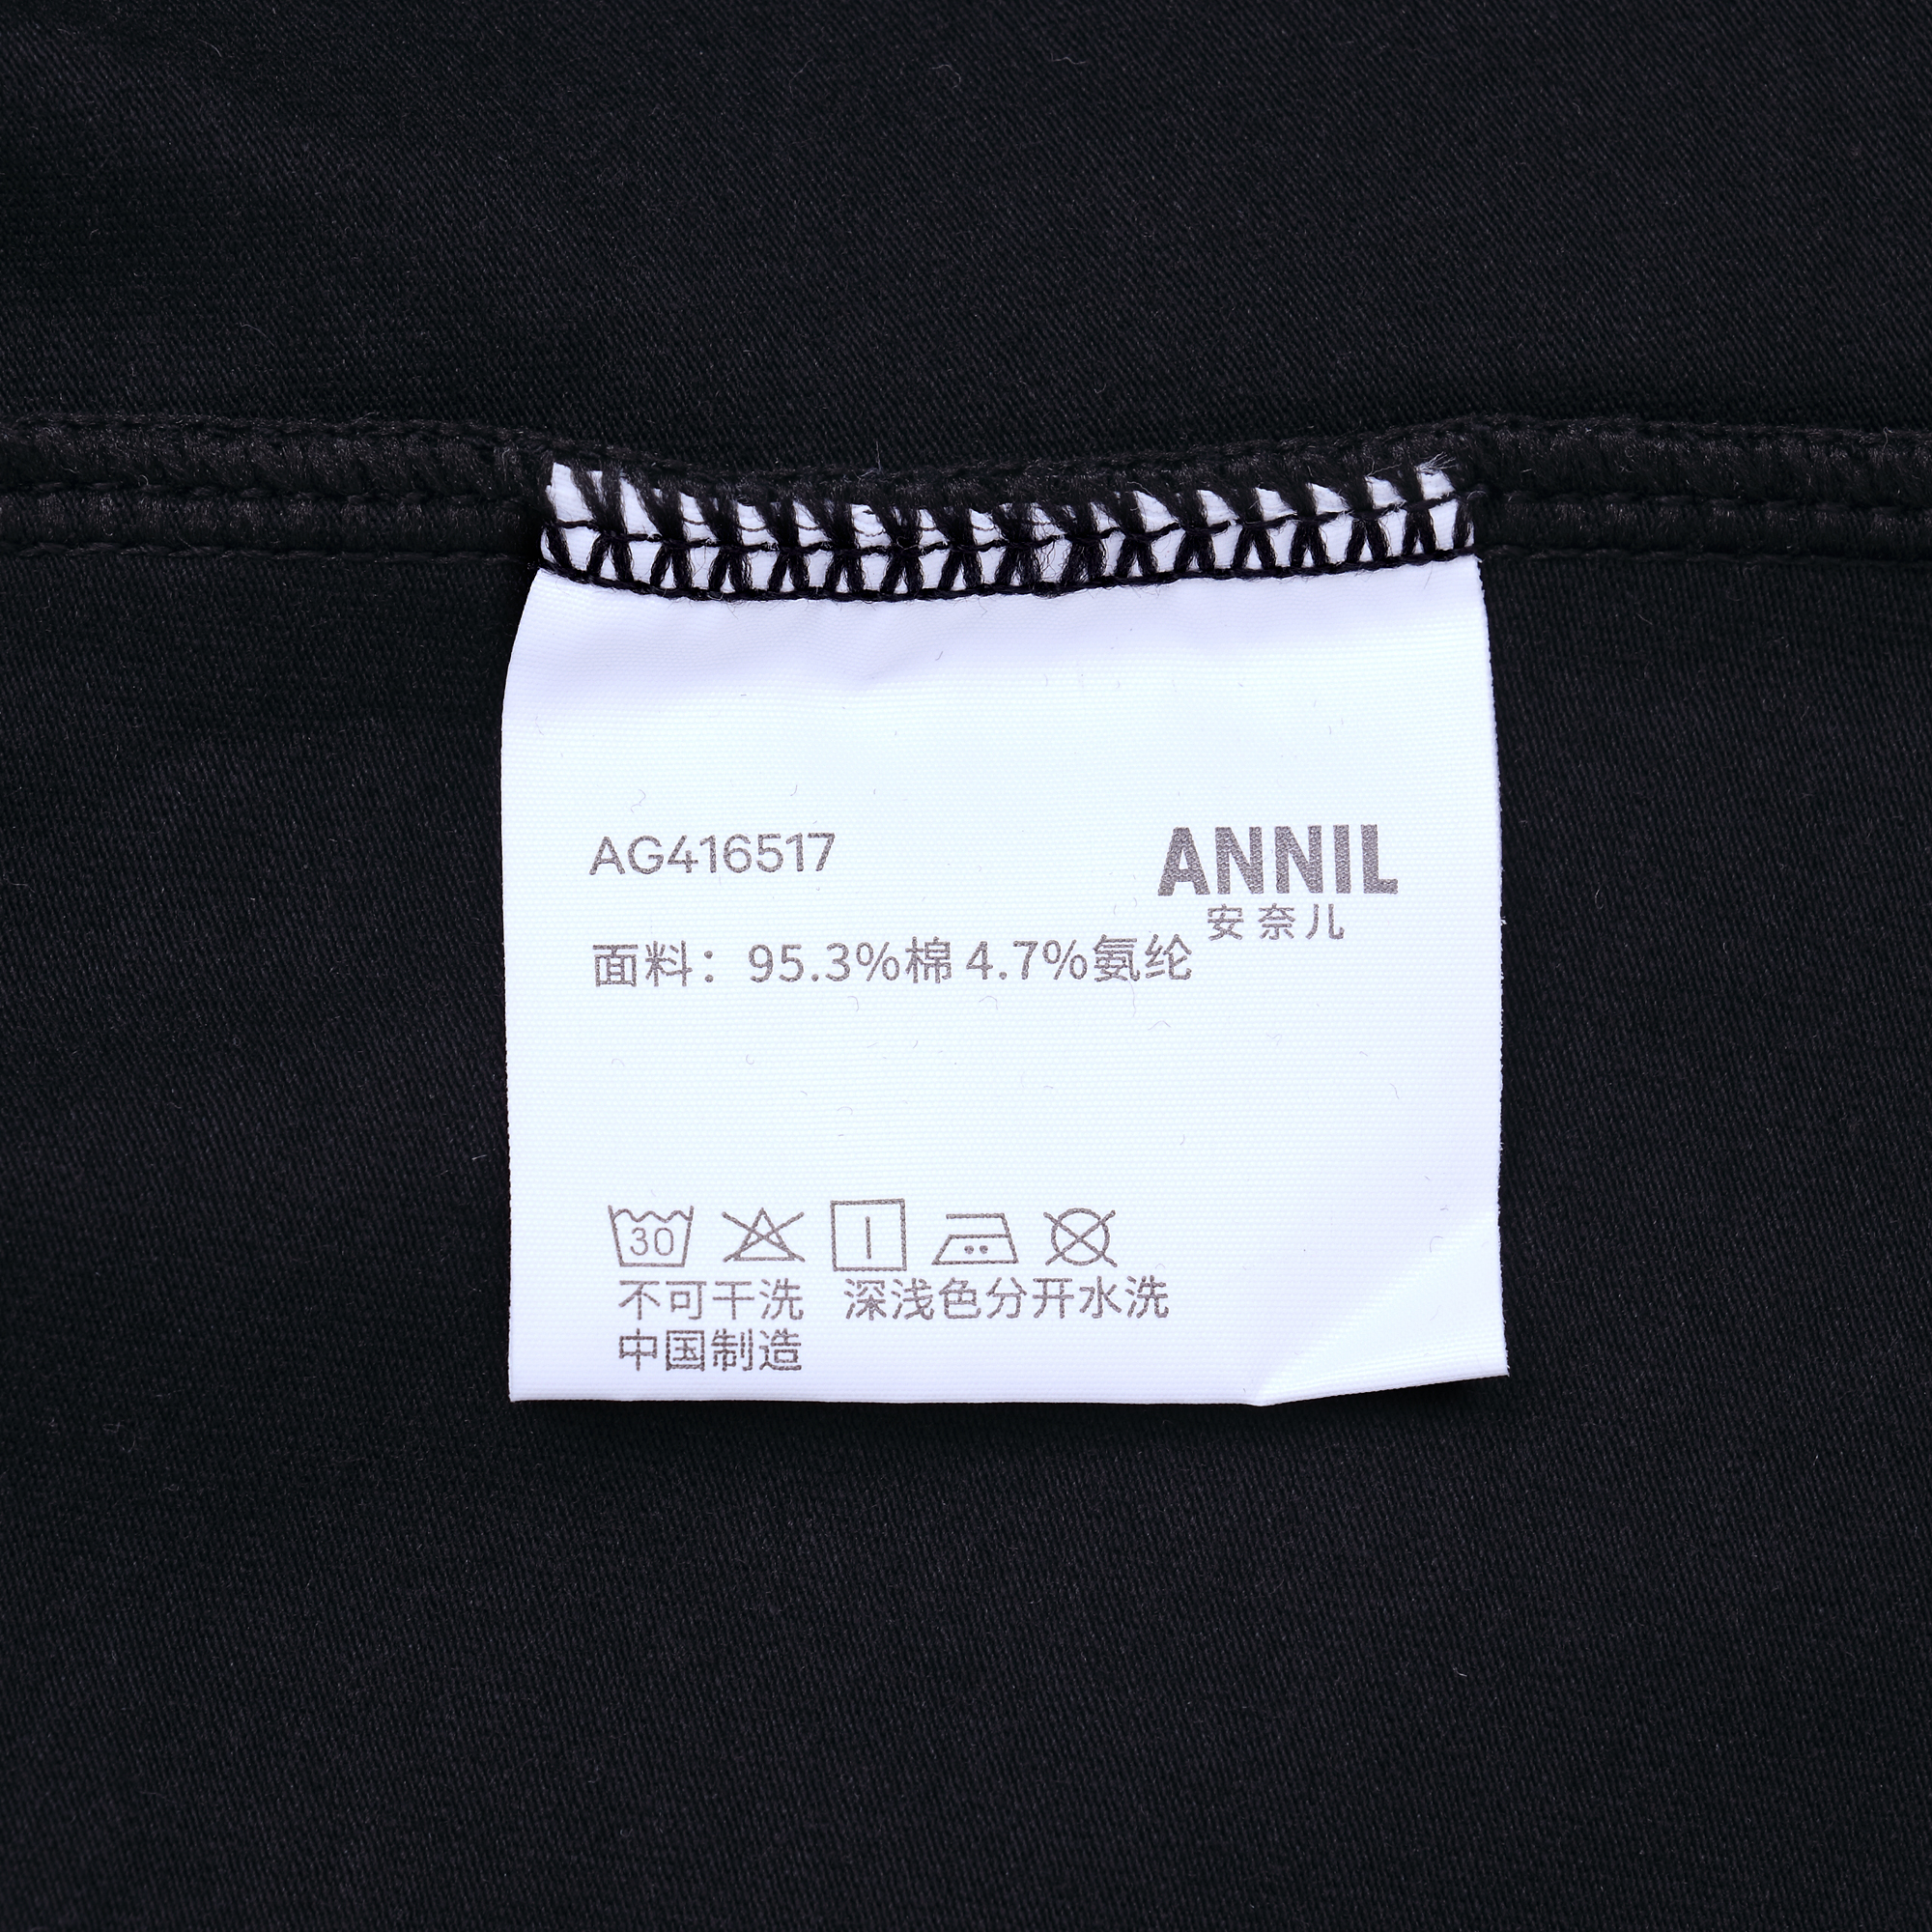 AG416517
ANNIL
安奈儿
面料：95.3%棉 4.7%氨纶
30
不可干洗 深浅色分开水洗
中国制造